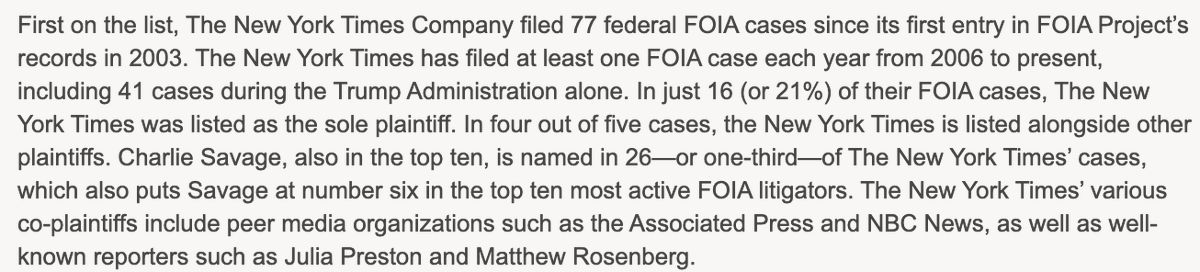 First on the list, The New York Times Company filed 77 federal FOIA cases since its first entry in FOIA Project's
records in 2003. The New York Times has filed at least one FOIA case each year from 2006 to present,
including 41 cases during the Trump Administration alone. In just 16 (or 21%) of their FOIA cases, The New
York Times was listed as the sole plaintiff. In four out of five cases, the New York Times is listed alongside other
plaintiffs. Charlie Savage, also in the top ten, is named in 26—or one-third—of The New York Times' cases,
which also puts Savage at number six in the top ten most active FOIA litigators. The New York Times' various
co-plaintiffs include peer media organizations such as the Associated Press and NBC News, as well as well-
known reporters such as Julia Preston and Matthew Rosenberg.